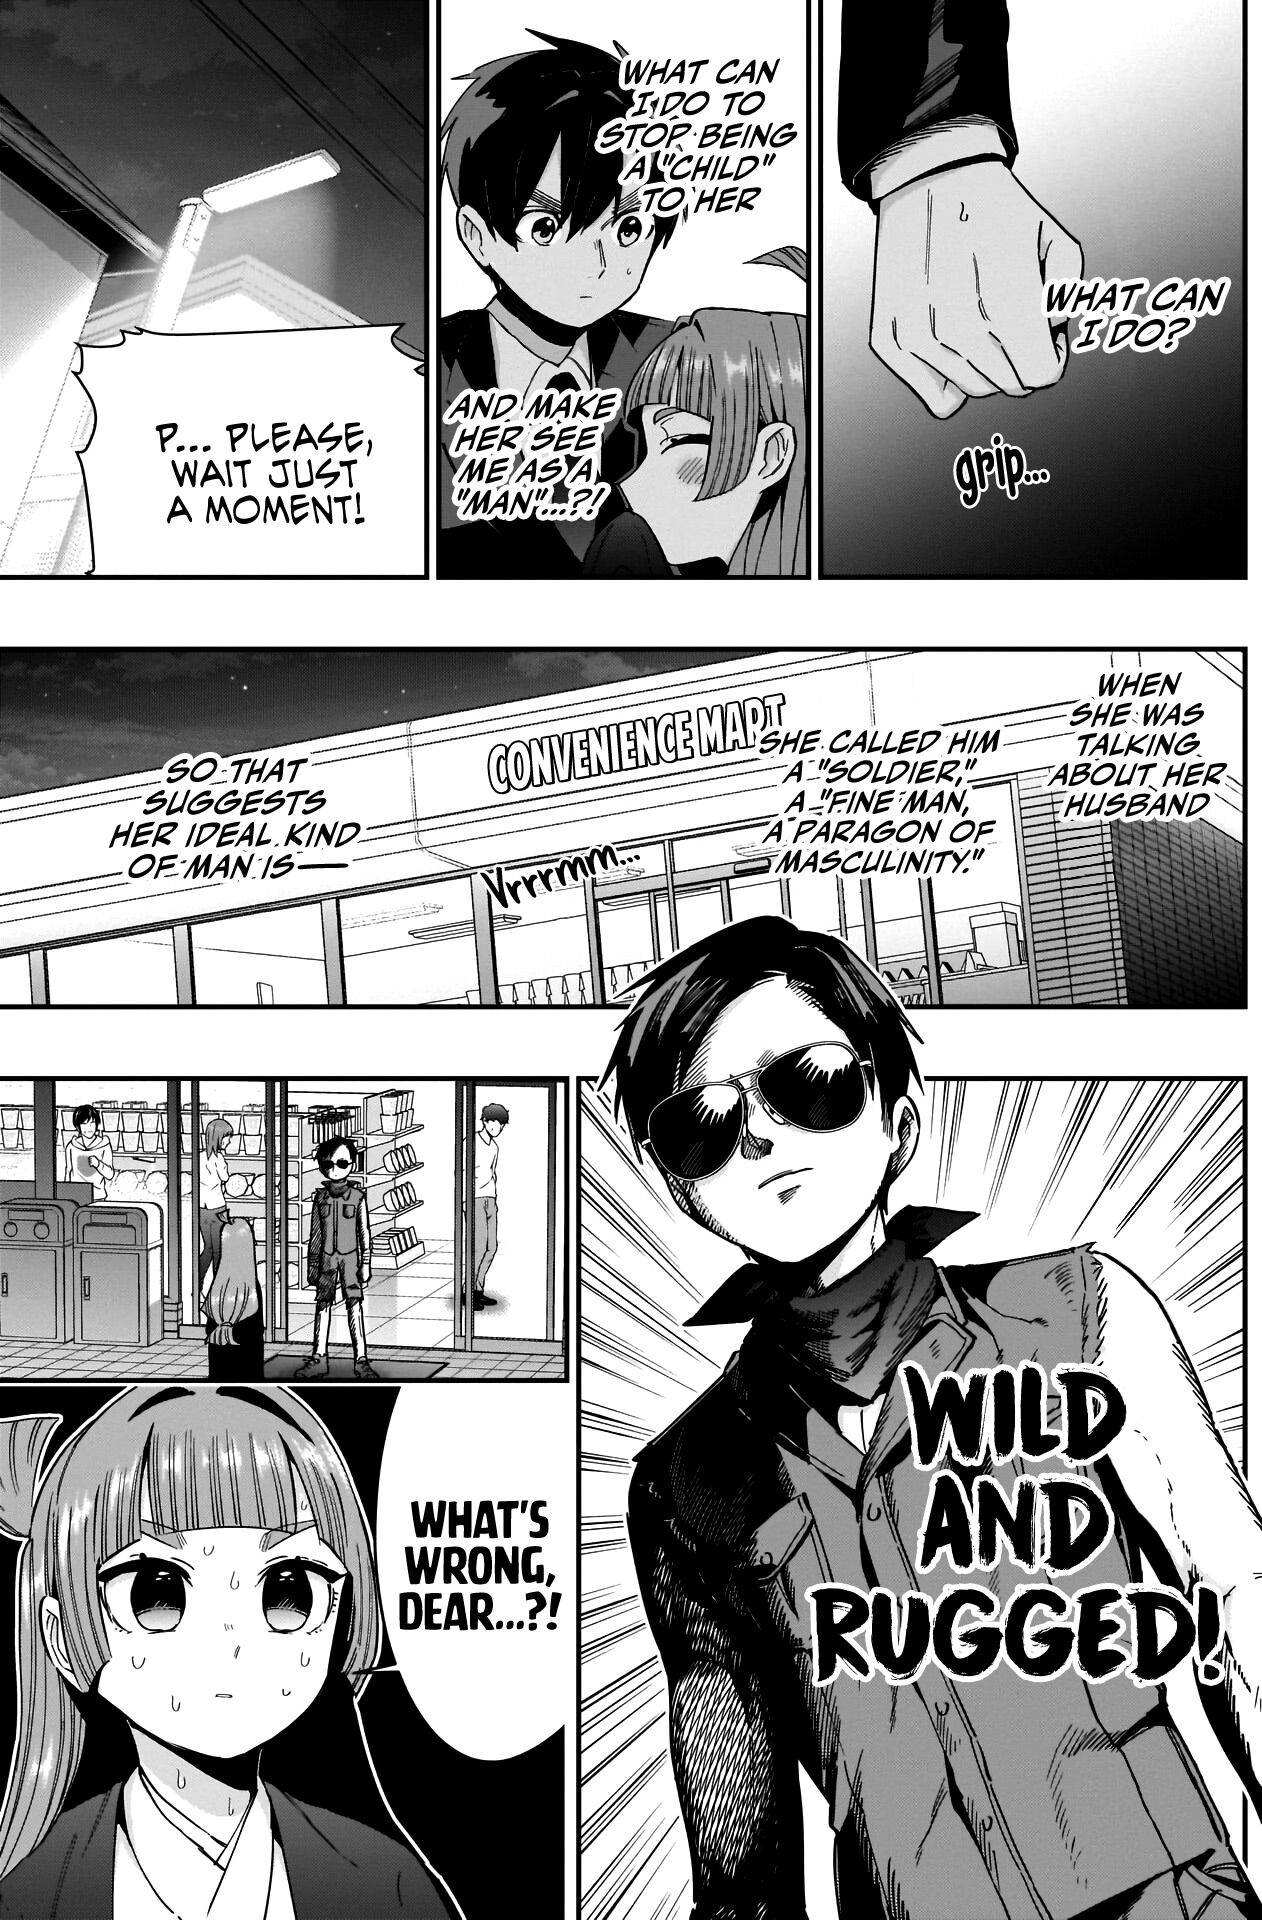 WHAT CAN
I DO?
grip...
WHAT CAN
I DO TO
STOP BEING
A "CHILD"
TO HER
AND MAKE
HER SEE
ME AS A
"MAN"...?!
P... PLEASE,
WAIT JUST
A MOMENT!
WHEN
SHE WAS
TALKING
ABOUT HER
HUSBAND
SHE CALLED HIM
A "SOLDIER,"
A "FINE MAN,
A PARAGON OF
MASCULINITY."
CONVENIENCE MART
Vrrrmm...
SO THAT
SUGGESTS
HER IDEAL KIND
OF MAN IS—
WILD
AND
RUGGED!
WHAT'S
WRONG,
DEAR...?!